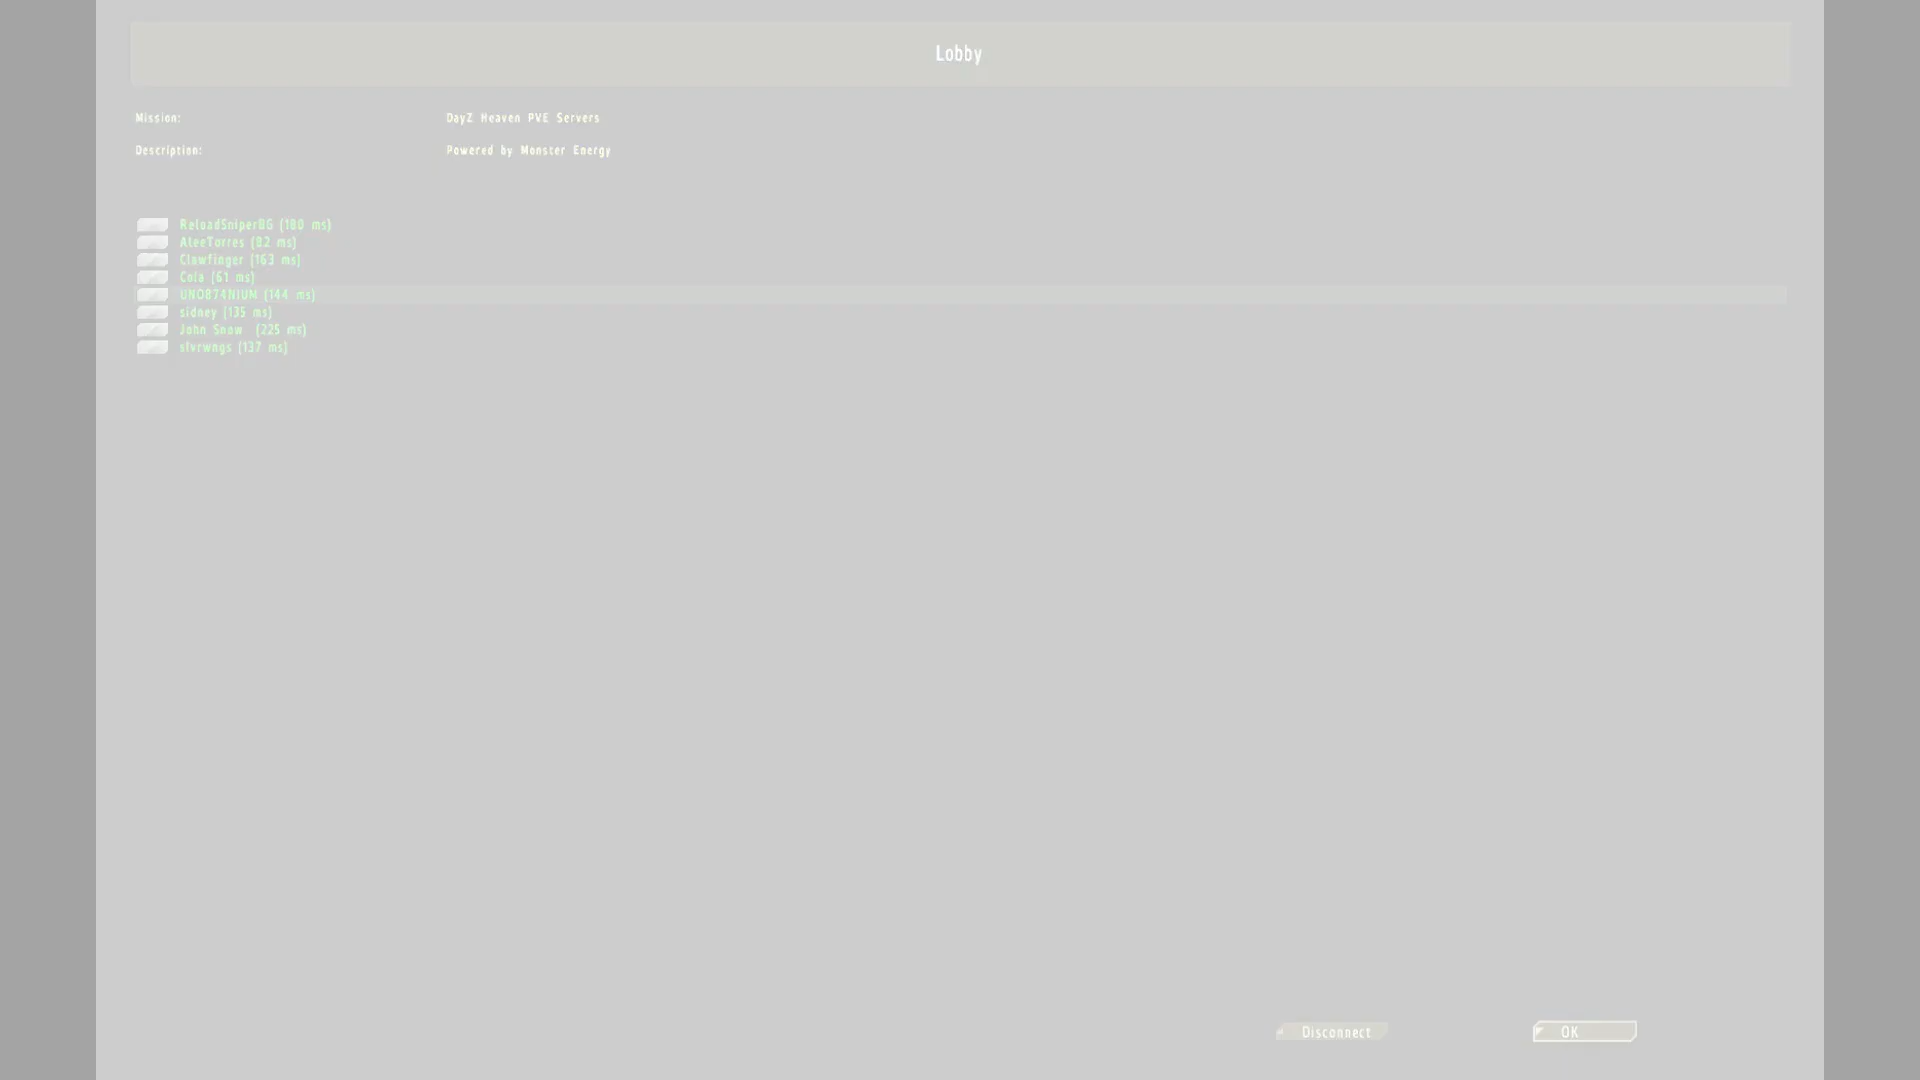 Lobby
Mission: DayZ Heaven PVE Servers
Description: Powered by Monster Energy
ReloadSniperBG (180 ms)
AleeTorres (82 ms)
Clawfinger (163 ms)
Cola (61 ms)
UNOB74NIUM (144 ms)
sidney (135 ms)
John Snow (225 ms)
slvrwngs (137 ms)
Disconnect
OK